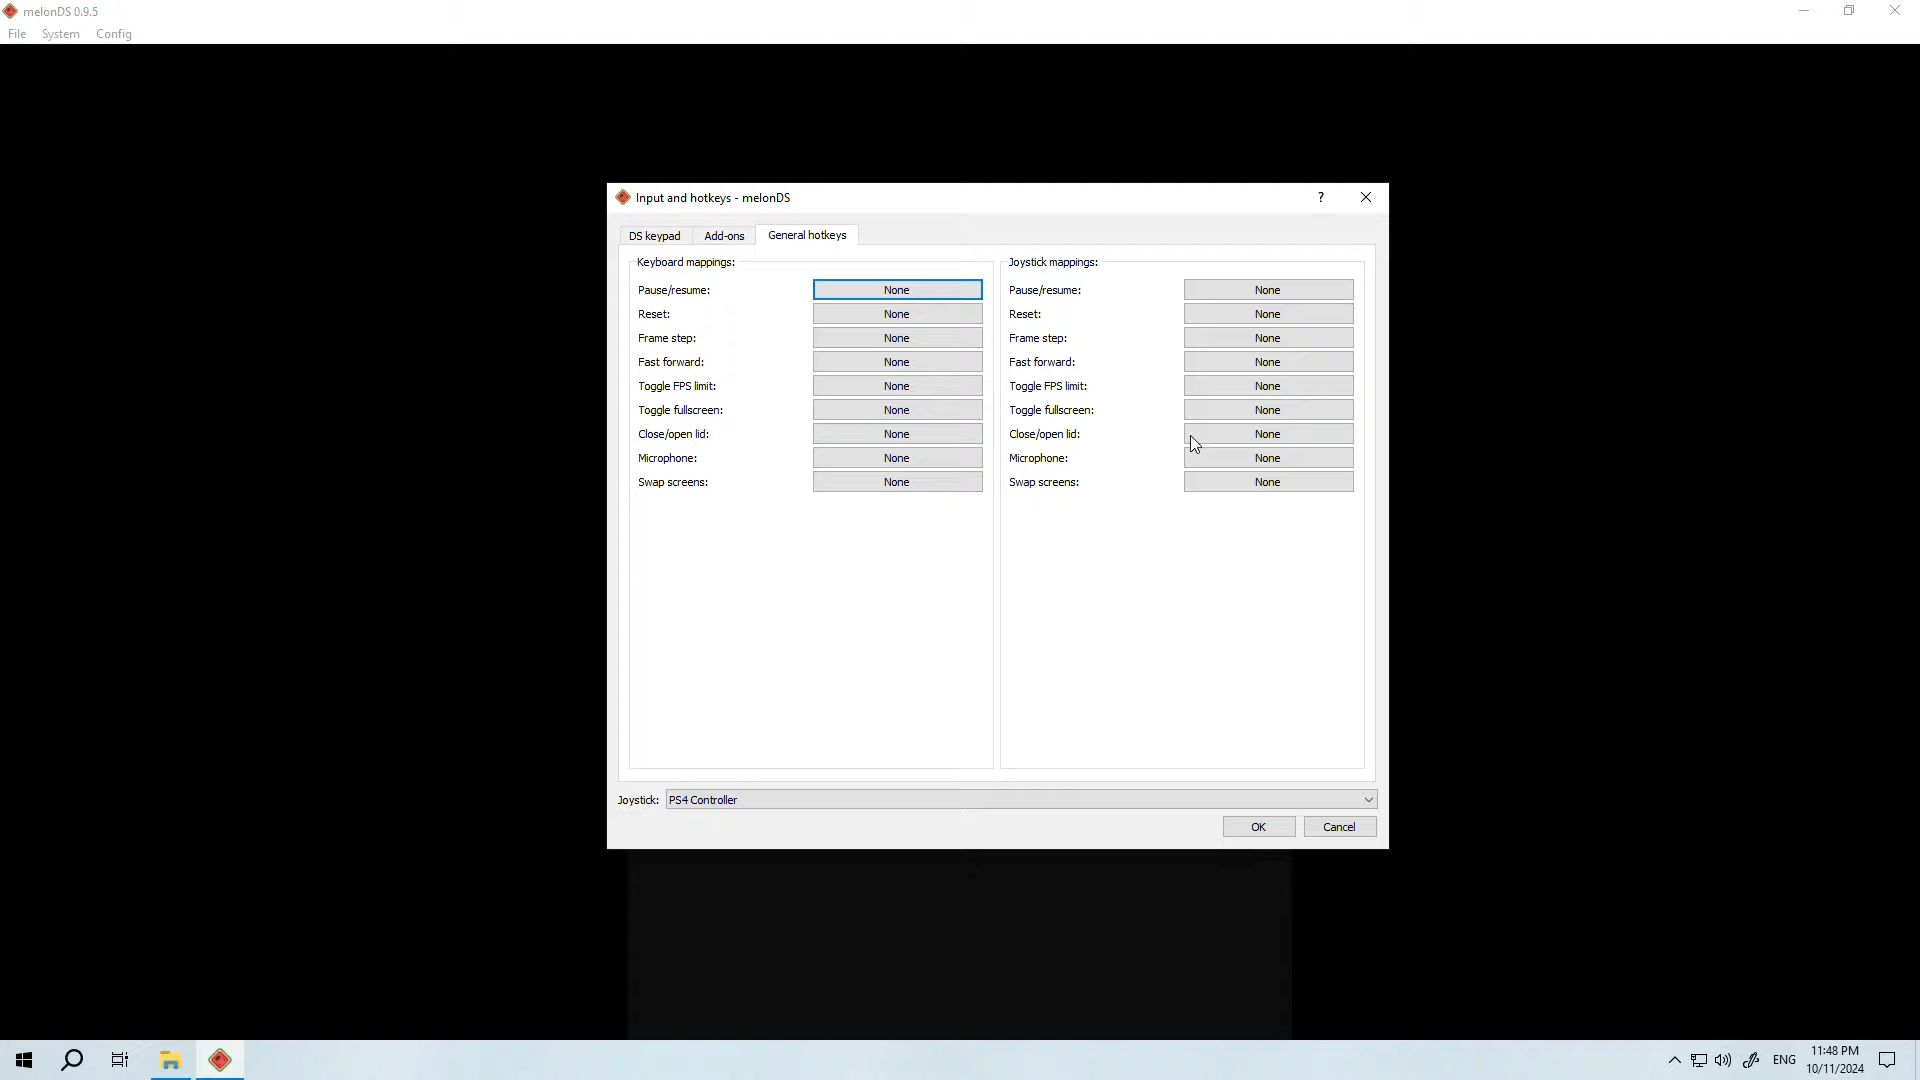 melonDS 0.9.5
File System Config
Input and hotkeys - melonDS
?
DS keypad Add-ons General hotkeys
Keyboard mappings: Joystick mappings:
Pause/resume: None Pause/resume: None
Reset: None Reset: None
Frame step: None Frame step: None
Fast forward: None Fast forward: None
Toggle FPS limit: None Toggle FPS limit: None
Toggle fullscreen: None Toggle fullscreen: None
Close/open lid: None Close/open lid: None
Microphone: None Microphone: None
Swap screens: None Swap screens: None
Joystick: PS4 Controller
OK Cancel
ENG 11:48 PM
10/11/2024